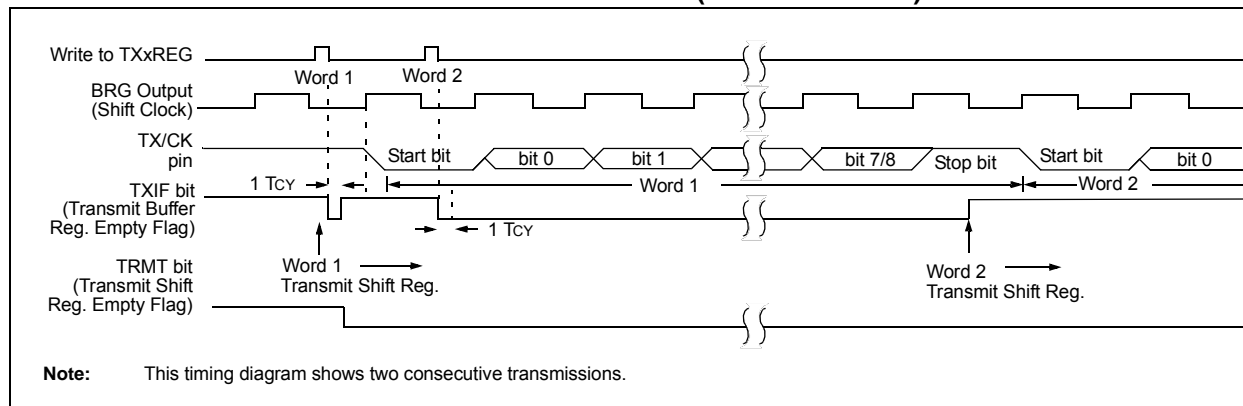 Write to TXxREG
Word 1
Word 2
BRG Output
(Shift Clock)
TX/CK
pin
Start bit
bit 0
bit 1
bit 7/8
Stop bit
Start bit
bit 0
1 TCY
Word 1
Word 2
TXIF bit
(Transmit Buffer
Reg. Empty Flag)
1 TCY
Word 1
Transmit Shift Reg.
Word 2
Transmit Shift Reg.
TRMT bit
(Transmit Shift
Reg. Empty Flag)
Note: This timing diagram shows two consecutive transmissions.